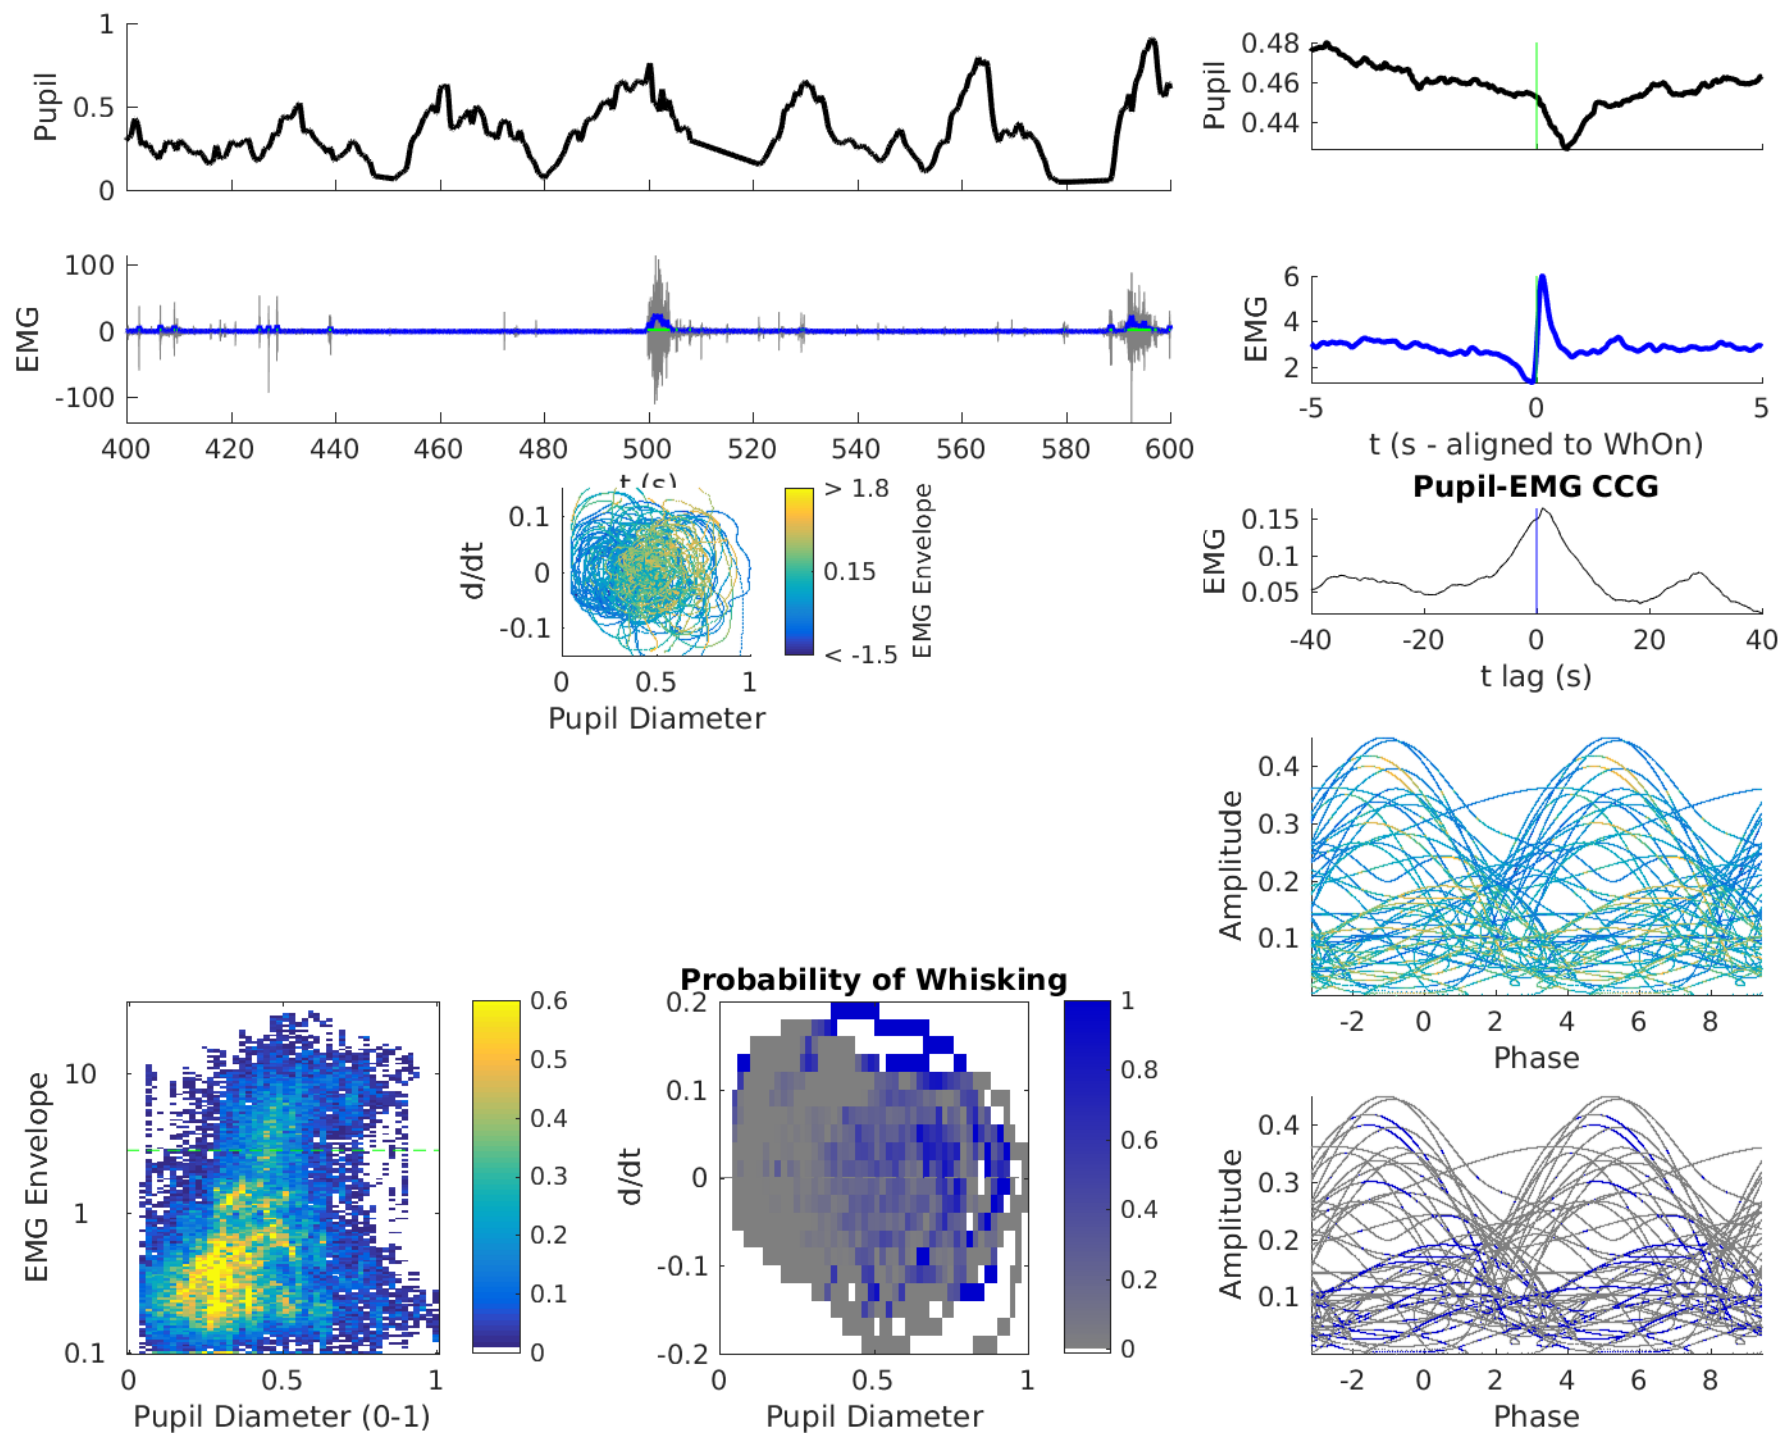 1
0.5
0
Pupil
0.48
0.46
0.44
Pupil
100
0
-100
EMG
400 420 440 460 480 500 520 540 560 580 600
t (s)
6
4
2
EMG
-5 0 5
t (s - aligned to WhOn)
0.1
0
-0.1
d/dt
0 0.5 1
Pupil Diameter
> 1.8
0.15
< -1.5
EMG Envelope
Pupil-EMG CCG
0.15
0.1
0.05
EMG
-40 -20 0 20 40
t lag (s)
0.4
0.3
0.2
0.1
Amplitude
-2 0 2 4 6 8
Phase
10
1
0.1
EMG Envelope
0 0.5 1
Pupil Diameter (0-1)
0.6
0.5
0.4
0.3
0.2
0.1
0
Probability of Whisking
0.2
0.1
0
-0.1
-0.2
d/dt
0 0.5 1
Pupil Diameter
1
0.8
0.6
0.4
0.2
0
0.4
0.3
0.2
0.1
Amplitude
-2 0 2 4 6 8
Phase